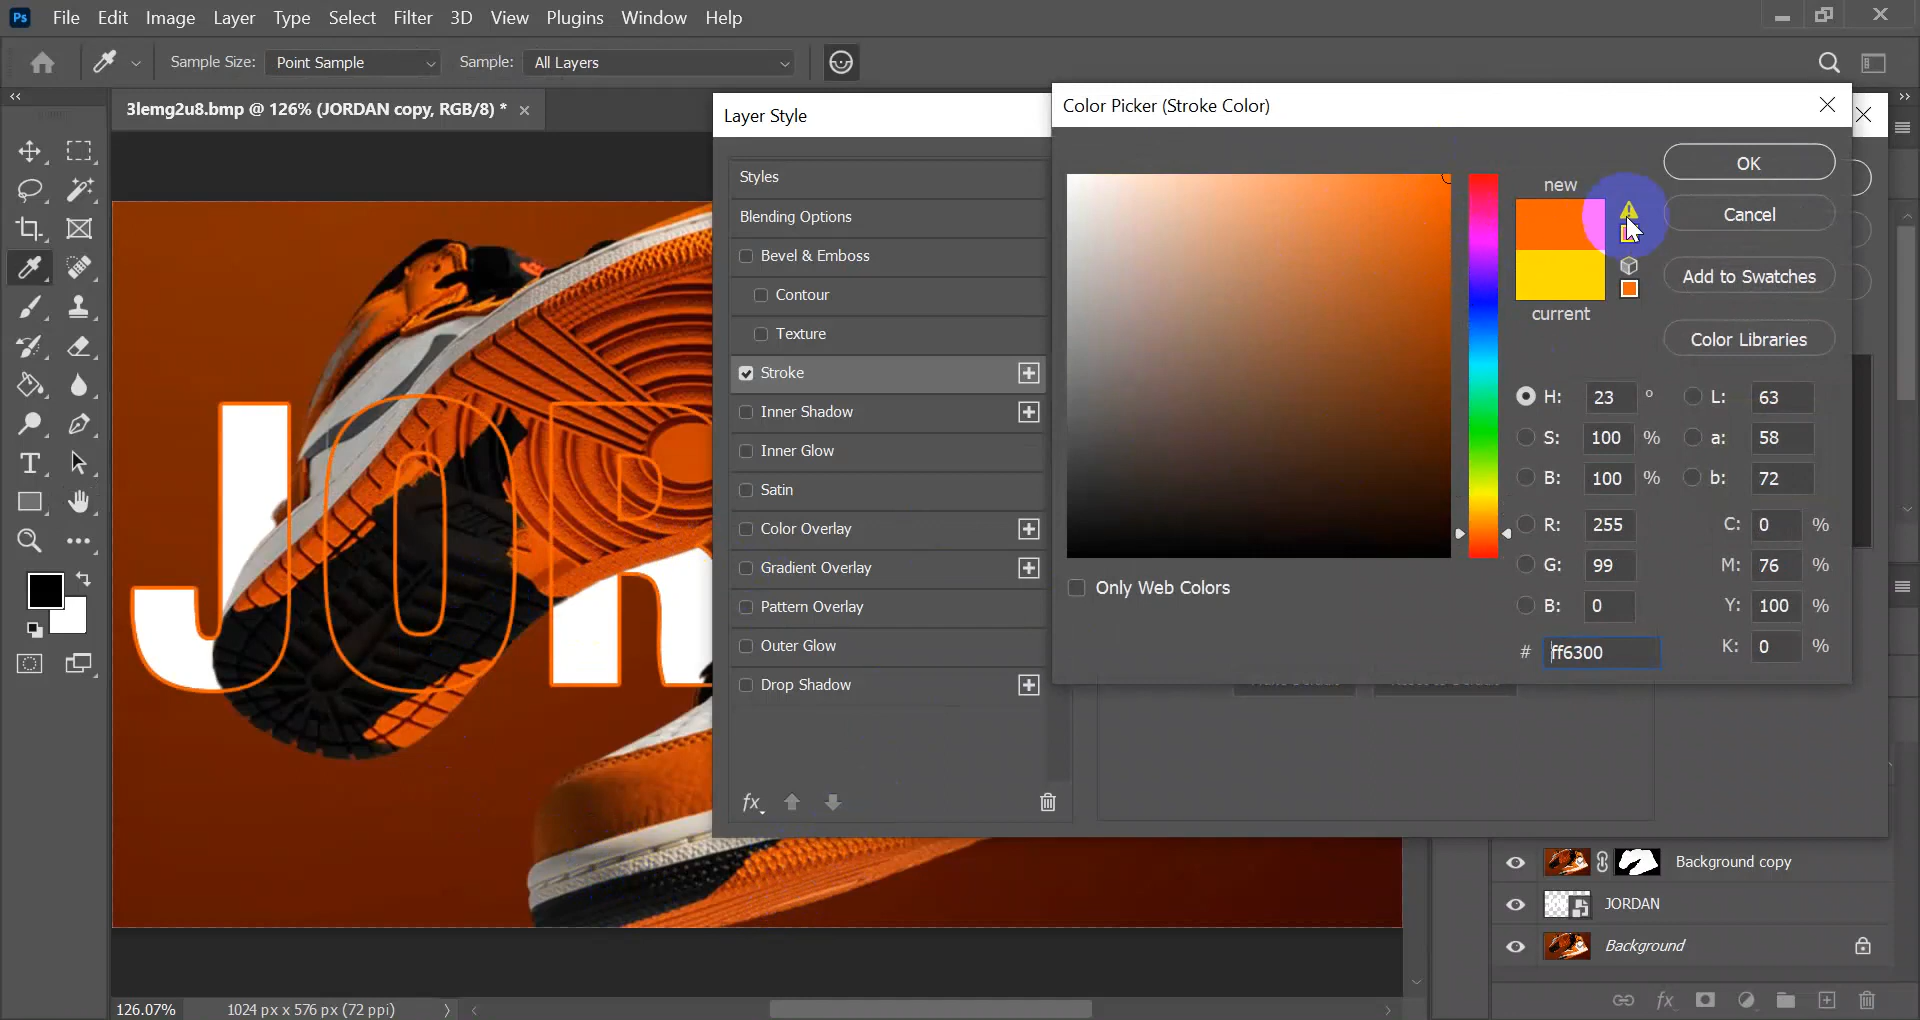 Ps File Edit Image Layer Type Select Filter 3D View Plugins Window Help
Sample Size: Point Sample Sample: All Layers
3lemg2u8.bmp @ 126% (JORDAN copy, RGB/8) *
Layer Style
Color Picker (Stroke Color)
Styles
Blending Options
Bevel & Emboss
Contour
Texture
Stroke
Inner Shadow
Inner Glow
Satin
Color Overlay
Gradient Overlay
Pattern Overlay
Outer Glow
Drop Shadow
fx
new
current
OK
Cancel
Add to Swatches
Color Libraries
H: 23 °
S: 100 %
B: 100 %
R: 255
G: 99
B: 0
# ff6300
L: 63
a: 58
b: 72
C: 0 %
M: 76 %
Y: 100 %
K: 0 %
Only Web Colors
JOR
T
Background copy
JORDAN
Background
fx
126.07%
1024 px x 576 px (72 ppi)